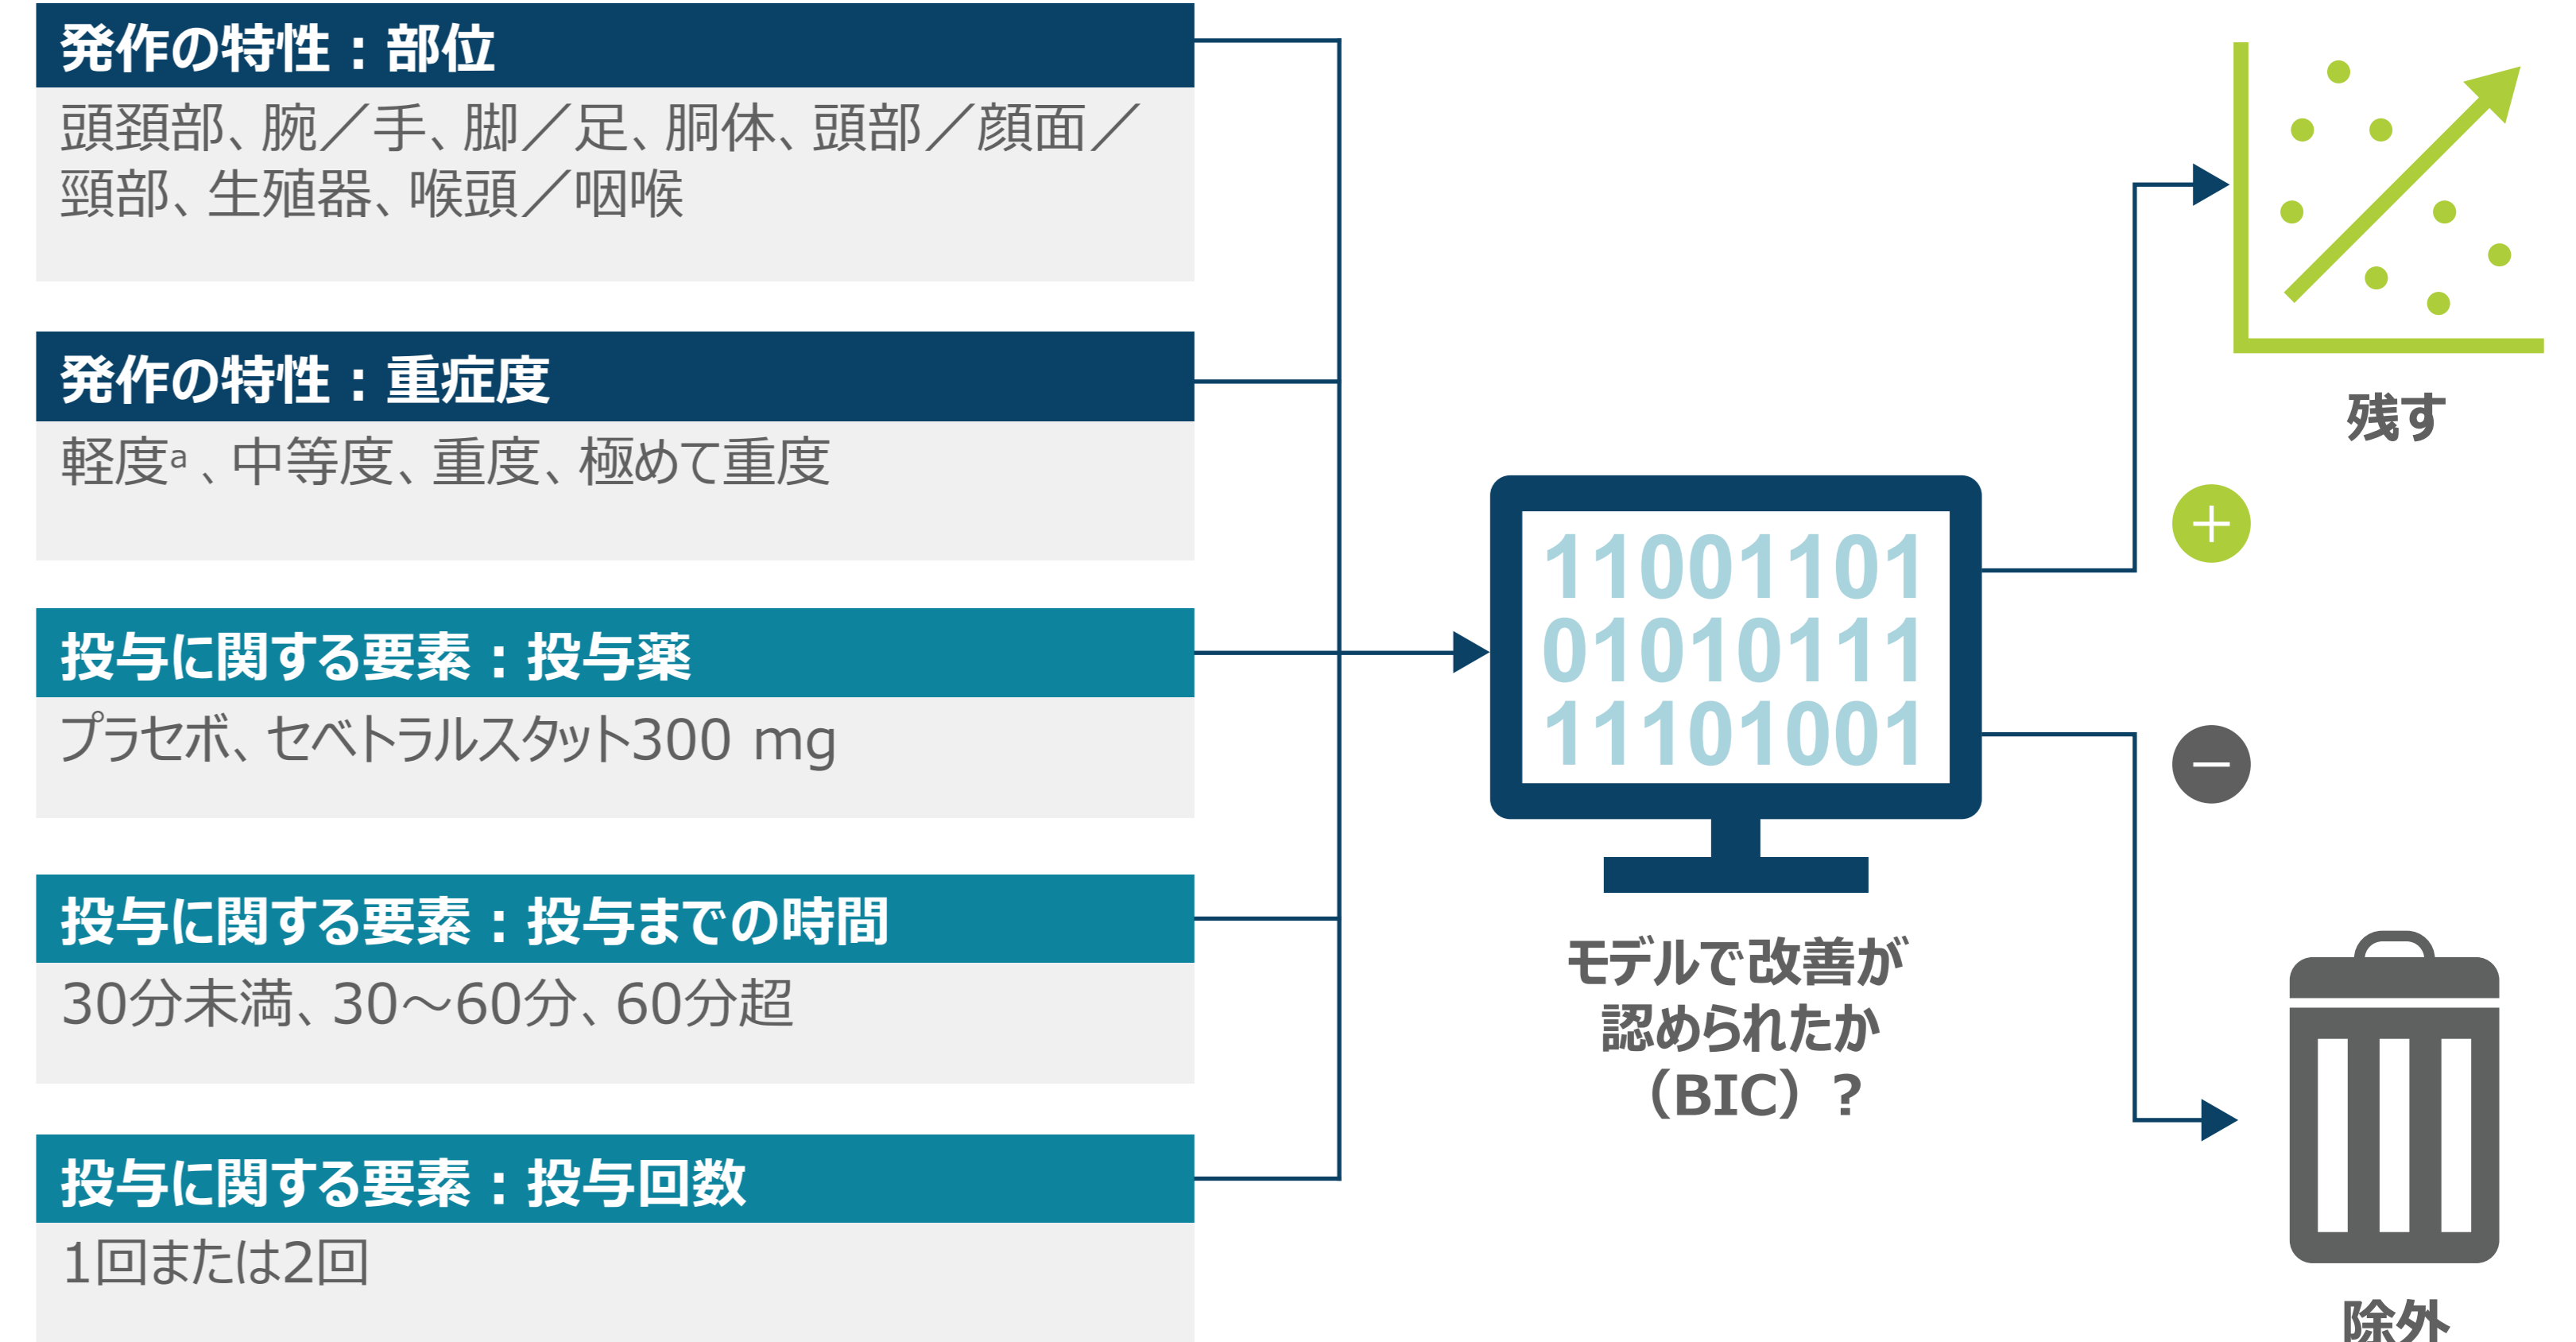 発作の特性：部位
頭頚部、腕／手、脚／足、胴体、頭部／顔面／
頸部、生殖器、喉頭／咽喉
発作の特性：重症度
軽度a、中等度、重度、極めて重度
投与に関する要素：投与薬
プラセボ、セベトラルスタット300 mg
投与に関する要素：投与までの時間
30分未満、30～60分、60分超
投与に関する要素：投与回数
1回または2回
11001101
01010111
11101001
モデルで改善が
認められたか
（BIC）？
残す
+
−
除外